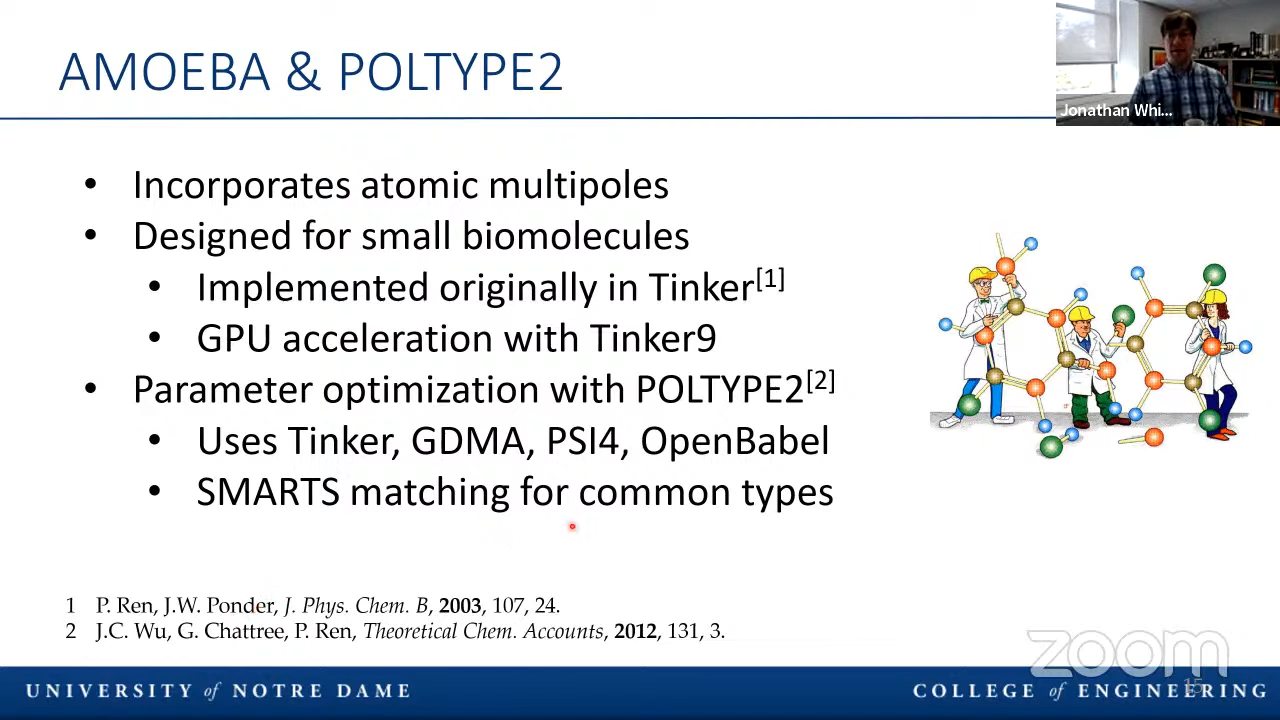 AMOEBA & POLTYPE2
Jonathan Whi...
• Incorporates atomic multipoles
• Designed for small biomolecules
• Implemented originally in Tinker[1]
• GPU acceleration with Tinker9
• Parameter optimization with POLTYPE2[2]
• Uses Tinker, GDMA, PSI4, OpenBabel
• SMARTS matching for common types
1 P. Ren, J.W. Ponder, J. Phys. Chem. B, 2003, 107, 24.
2 J.C. Wu, G. Chattree, P. Ren, Theoretical Chem. Accounts, 2012, 131, 3.
zoom
15
UNIVERSITY of NOTRE DAME
COLLEGE of ENGINEERING